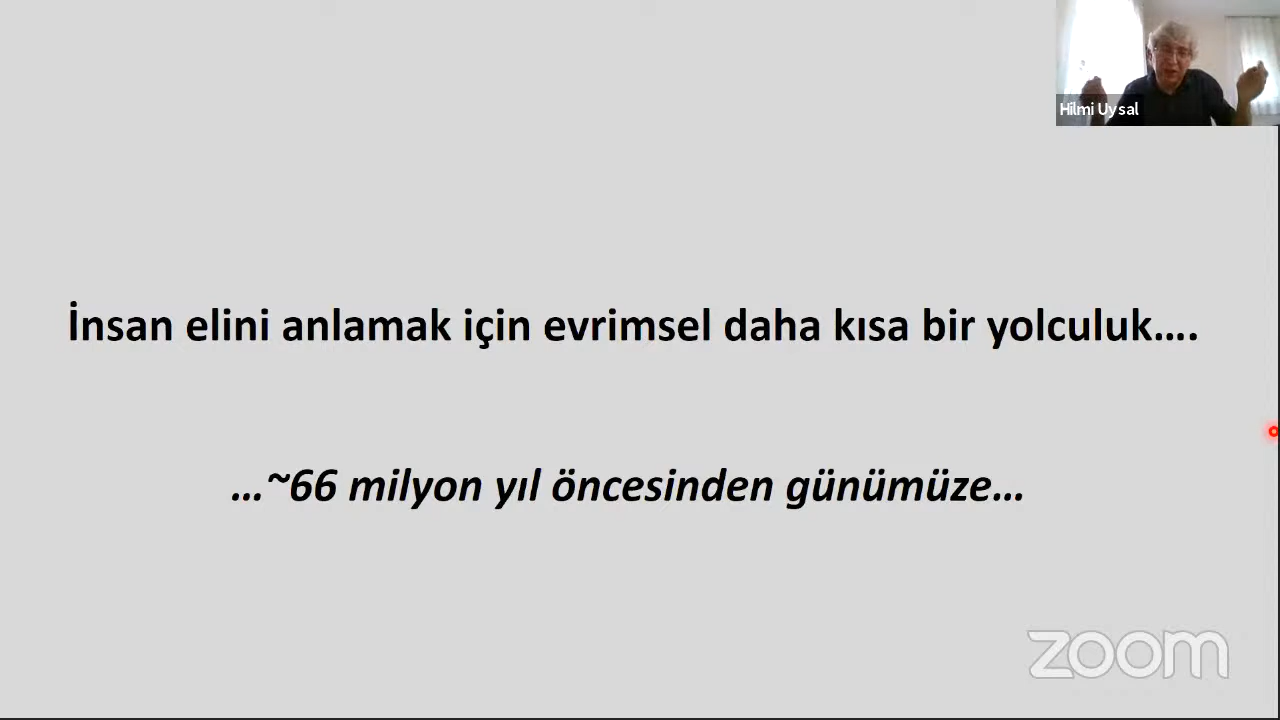 Hilmi Uysal
İnsan elini anlamak için evrimsel daha kısa bir yolculuk....
...~66 milyon yıl öncesinden günümüze...
zoom